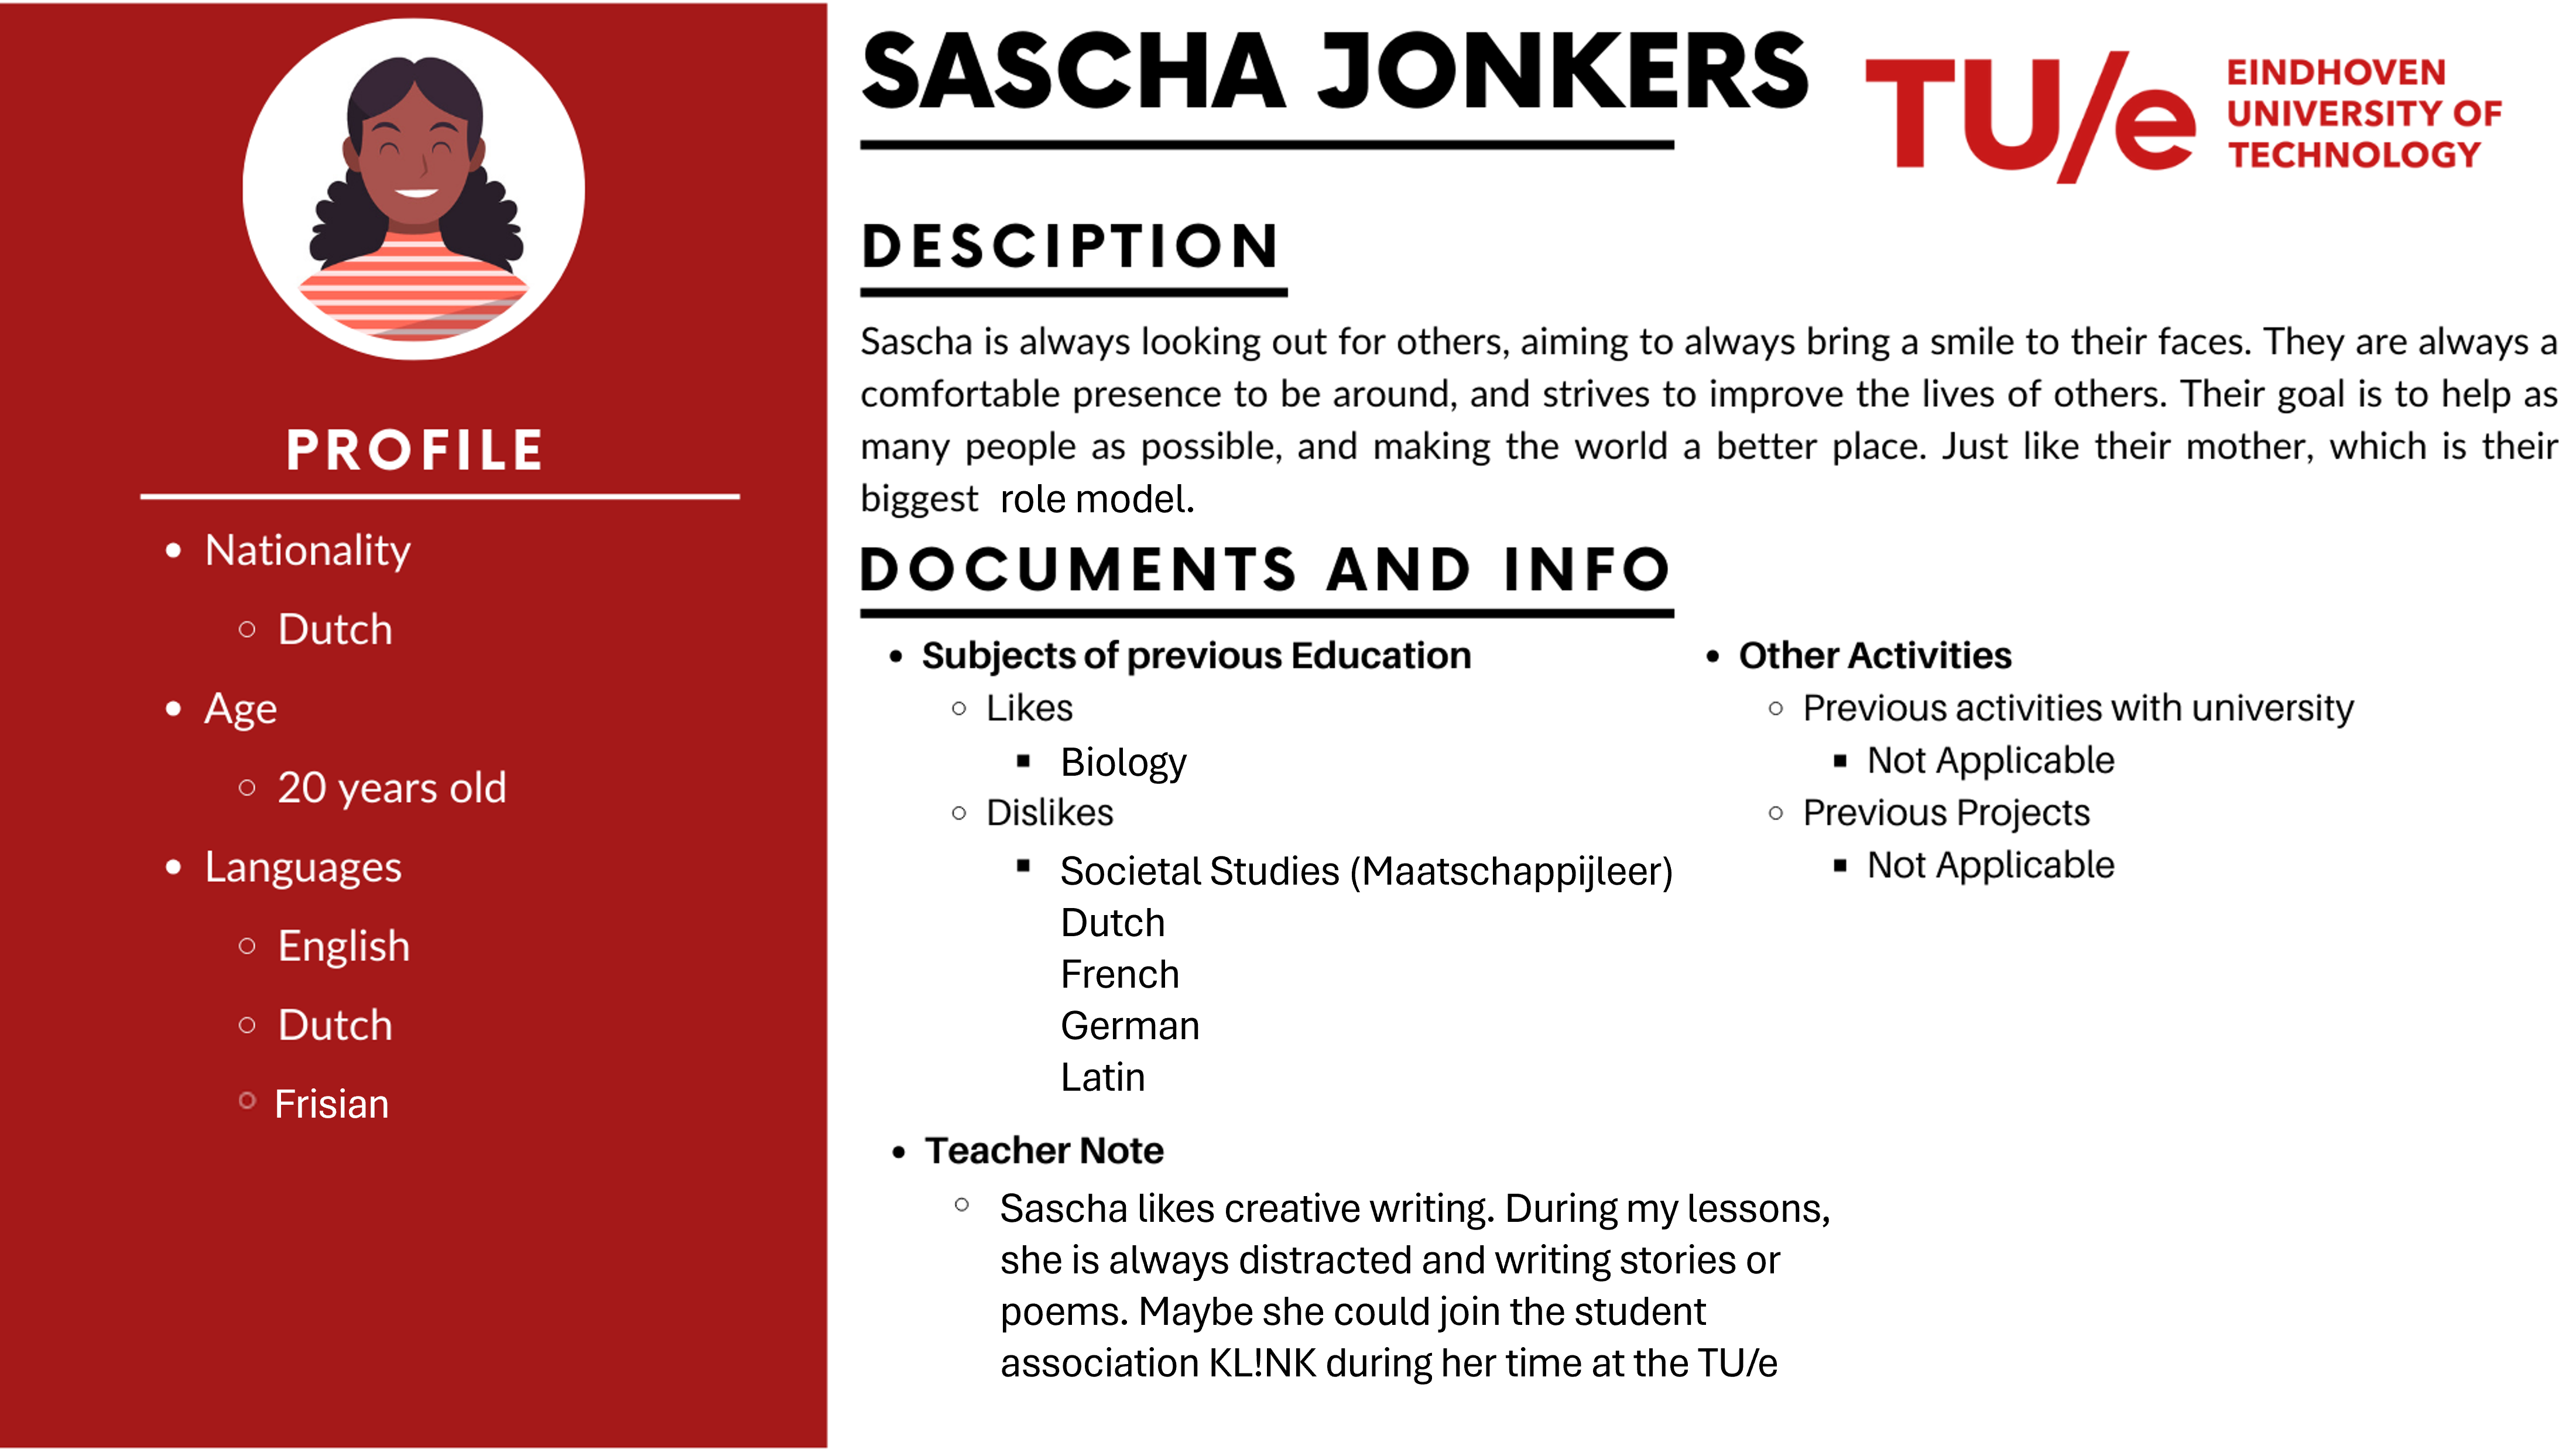 SASCHA JONKERS
TU/e
EINDHOVEN
UNIVERSITY OF
TECHNOLOGY
PROFILE
Nationality
Dutch
Age
20 years old
Languages
English
Dutch
Frisian
DESCIPTION
Sascha is always looking out for others, aiming to always bring a smile to their faces. They are always a
comfortable presence to be around, and strives to improve the lives of others. Their goal is to help as
many people as possible, and making the world a better place. Just like their mother, which is their
biggest role model.
DOCUMENTS AND INFO
Subjects of previous Education
Likes
Biology
Dislikes
Societal Studies (Maatschappijleer)
Dutch
French
German
Latin
Other Activities
Previous activities with university
Not Applicable
Previous Projects
Not Applicable
Teacher Note
Sascha likes creative writing. During my lessons,
she is always distracted and writing stories or
poems. Maybe she could join the student
association KL!NK during her time at the TU/e